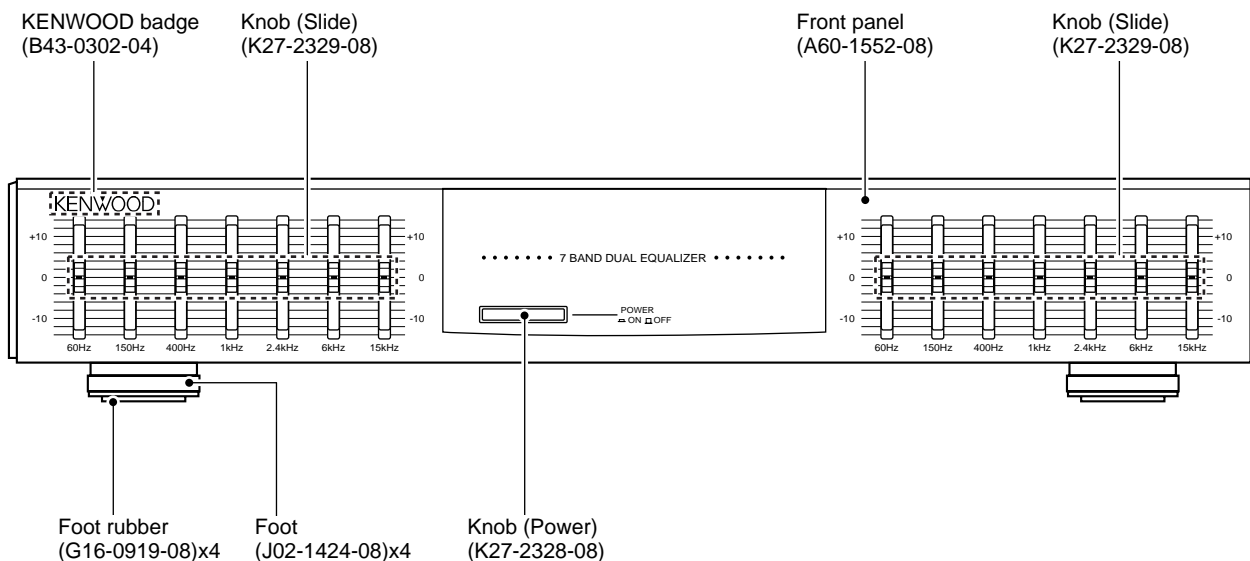 KENWOOD badge
(B43-0302-04)
Knob (Slide)
(K27-2329-08)
Front panel
(A60-1552-08)
Knob (Slide)
(K27-2329-08)
KENWOOD
+10 +10
0 0
-10 -10
60Hz 150Hz 400Hz 1kHz 2.4kHz 6kHz 15kHz
7 BAND DUAL EQUALIZER
POWER
ON OFF
+10 +10
0 0
-10 -10
60Hz 150Hz 400Hz 1kHz 2.4kHz 6kHz 15kHz
Foot rubber
(G16-0919-08)x4
Foot
(J02-1424-08)x4
Knob (Power)
(K27-2328-08)